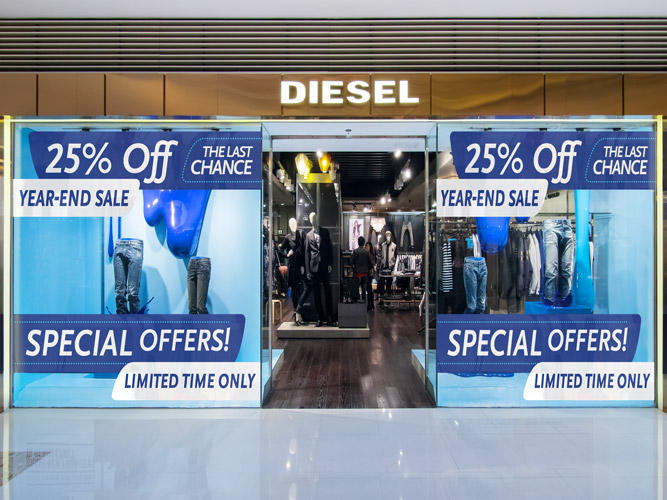 DIESEL
25% Off
THE LAST
CHANCE
YEAR-END SALE
SPECIAL OFFERS!
LIMITED TIME ONLY
25% Off
THE LAST
CHANCE
YEAR-END SALE
SPECIAL OFFERS!
LIMITED TIME ONLY